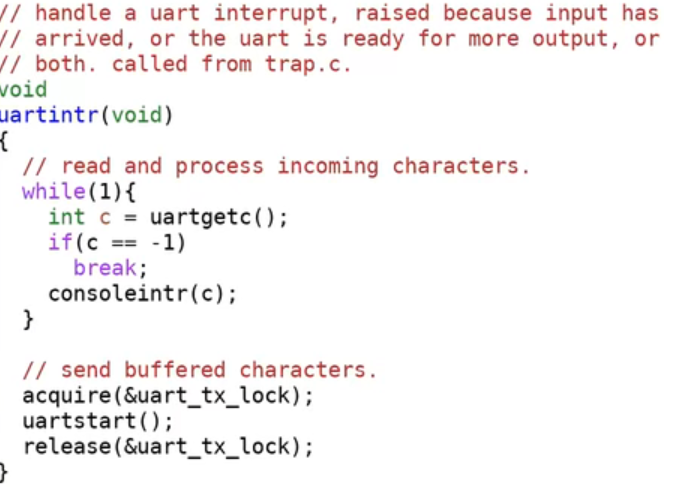 // handle a uart interrupt, raised because input has
// arrived, or the uart is ready for more output, or
// both. called from trap.c.
void
uartintr(void)
{
  // read and process incoming characters.
  while(1){
    int c = uartgetc();
    if(c == -1)
      break;
    consoleintr(c);
  }

  // send buffered characters.
  acquire(&uart_tx_lock);
  uartstart();
  release(&uart_tx_lock);
}